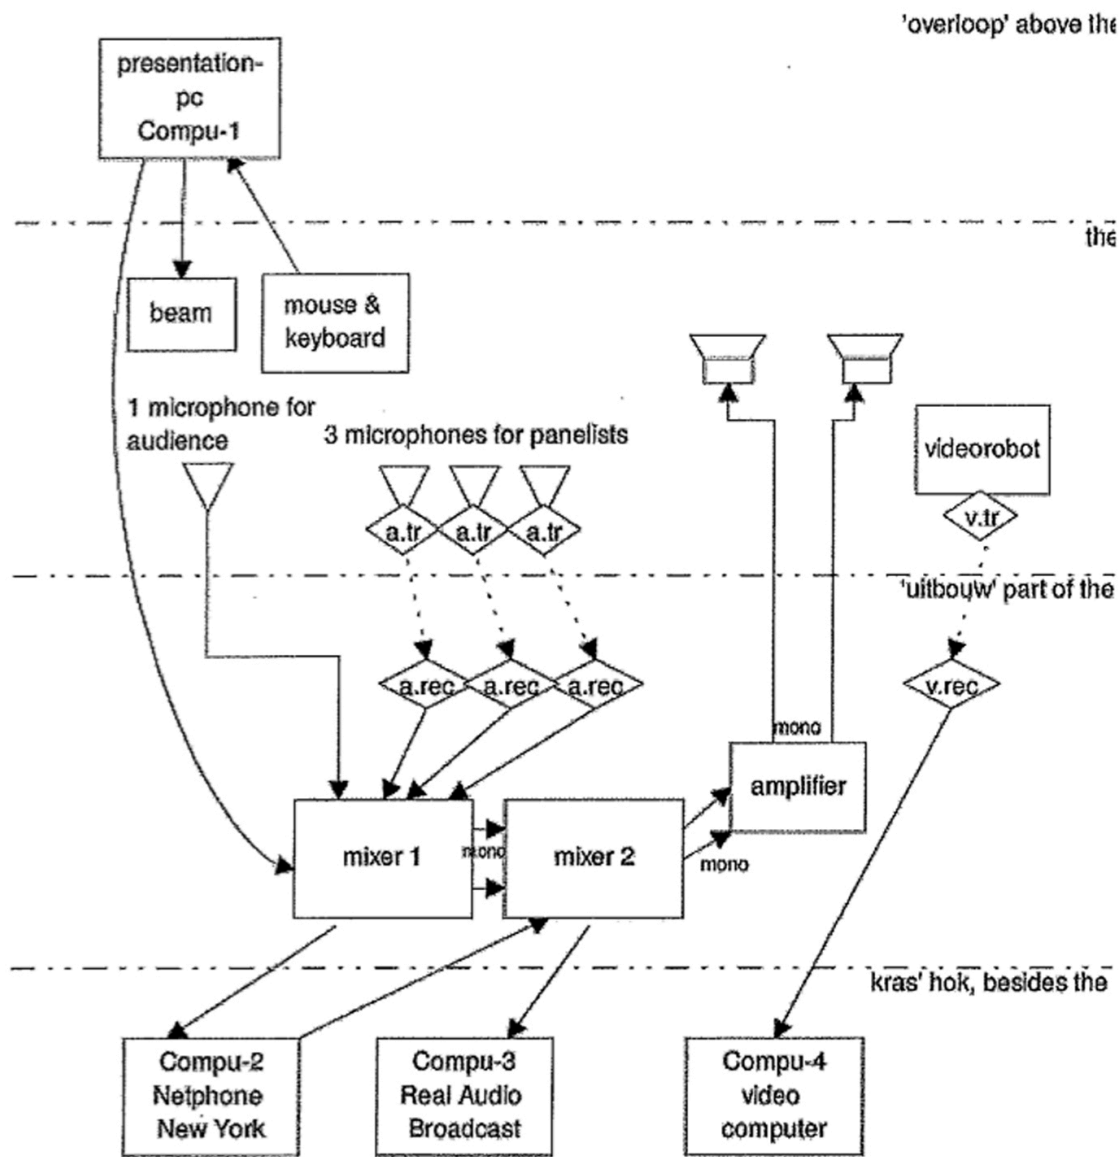 'overloop' above the
presentation-
pc
Compu-1
the
beam
mouse &
keyboard
1 microphone for
audience
3 microphones for panelists
videorobot
a.tr a.tr a.tr
v.tr
'uitbouw' part of the
a.rec a.rec a.rec
v.rec
mono
amplifier
mixer 1
mono
mixer 2
mono
kras' hok, besides the
Compu-2
Netphone
New York
Compu-3
Real Audio
Broadcast
Compu-4
video
computer